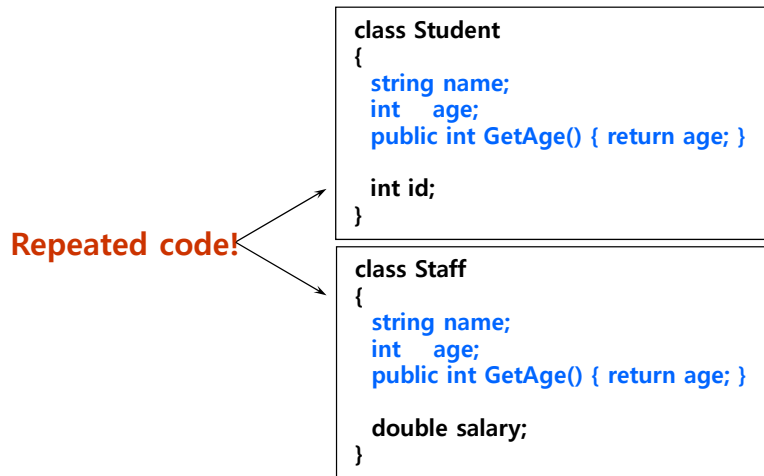 class Student
{
string name;
int    age;
public int GetAge() { return age; }
int id;
}
Repeated code!
class Staff
{
string name;
int    age;
public int GetAge() { return age; }
double salary;
}